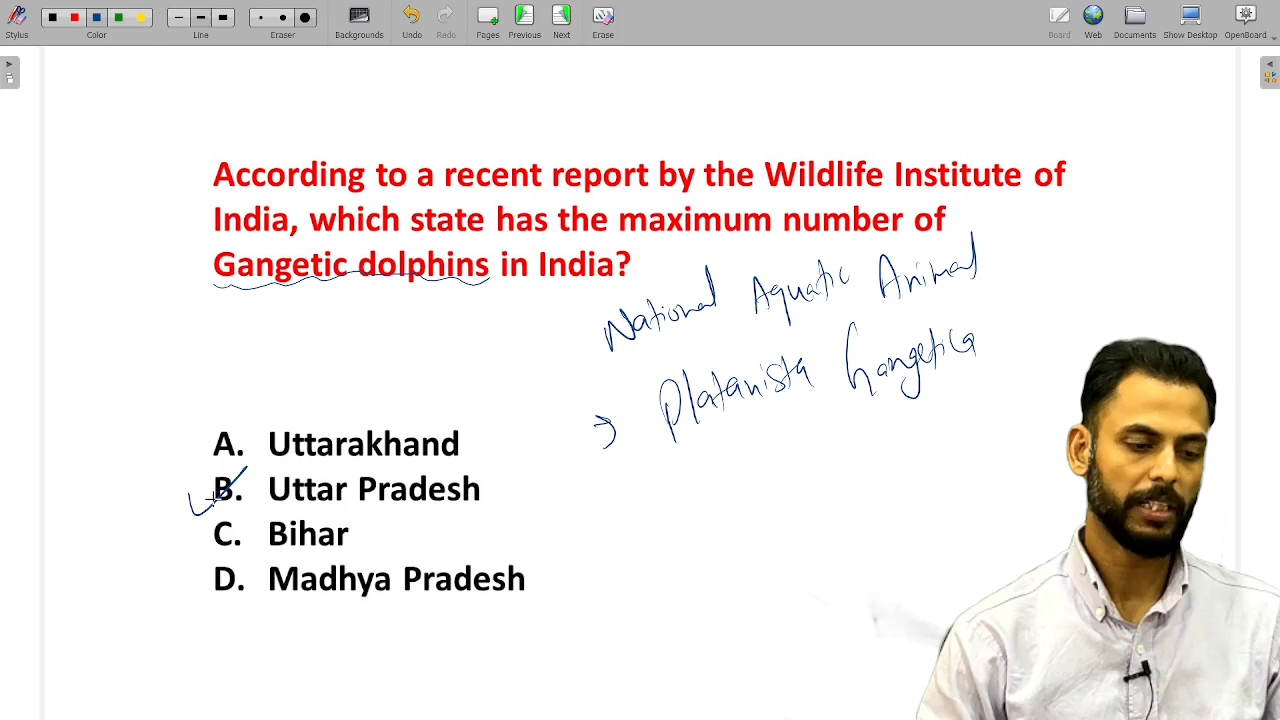 Stylus Color Line Eraser Backgrounds Undo Redo Pages Previous Next Erase Board Web Documents Show Desktop OpenBoard
According to a recent report by the Wildlife Institute of
India, which state has the maximum number of
Gangetic dolphins in India?
National Aquatic Animal
→ Platanista Gangetica
A. Uttarakhand
B. Uttar Pradesh
C. Bihar
D. Madhya Pradesh